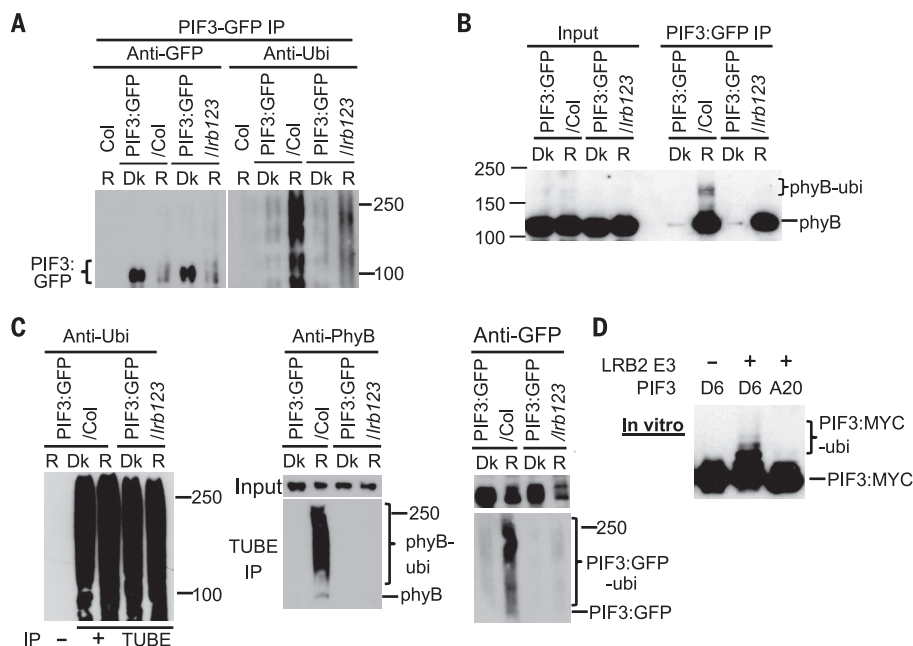 A
PIF3-GFP IP
Anti-GFP Anti-Ubi
Col PIF3:GFP /Col PIF3:GFP /lrb123 Col PIF3:GFP /Col PIF3:GFP /lrb123
R Dk R Dk R R Dk R Dk R
250
100
PIF3:
GFP
B
Input PIF3:GFP IP
PIF3:GFP /Col PIF3:GFP /lrb123 PIF3:GFP /Col PIF3:GFP /lrb123
Dk R Dk R Dk R Dk R
250
150
100
phyB-ubi
phyB
C
Anti-Ubi
PIF3:GFP /Col PIF3:GFP /lrb123
R Dk R Dk R
250
100
IP – + TUBE
Anti-PhyB
PIF3:GFP /Col PIF3:GFP /lrb123
Dk R Dk R
Input
TUBE
IP
250
phyB-
ubi
phyB
Anti-GFP
PIF3:GFP /Col PIF3:GFP /lrb123
Dk R Dk R
250
PIF3:GFP
-ubi
PIF3:GFP
D
LRB2 E3 – + +
PIF3 D6 D6 A20
In vitro
PIF3:MYC
-ubi
PIF3:MYC